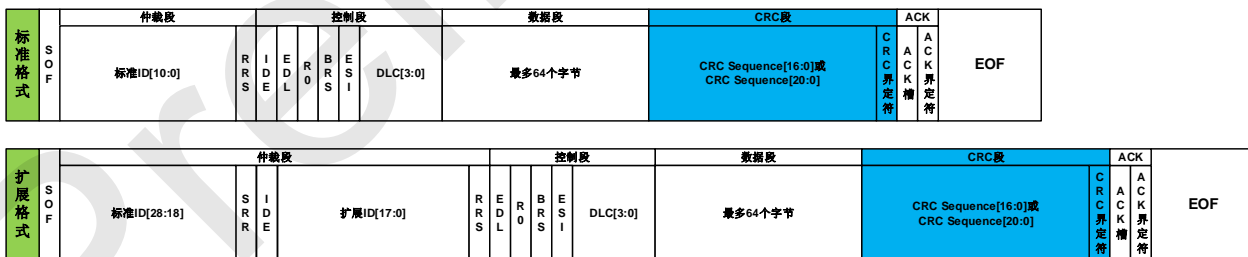 仲裁段 控制段 数据段 CRC段 ACK
标准格式 SOF 标准ID[10:0] RRS IDE EDL R0 BRS ESI DLC[3:0] 最多64个字节 CRC Sequence[16:0]或 CRC界定符 ACK槽 ACK界定符 EOF
CRC Sequence[20:0]
仲裁段 控制段 数据段 CRC段 ACK
扩展格式 SOF 标准ID[28:18] SRR IDE 扩展ID[17:0] RRS EDL R0 BRS ESI DLC[3:0] 最多64个字节 CRC Sequence[16:0]或 CRC界定符 ACK槽 ACK界定符 EOF
CRC Sequence[20:0]
Pre